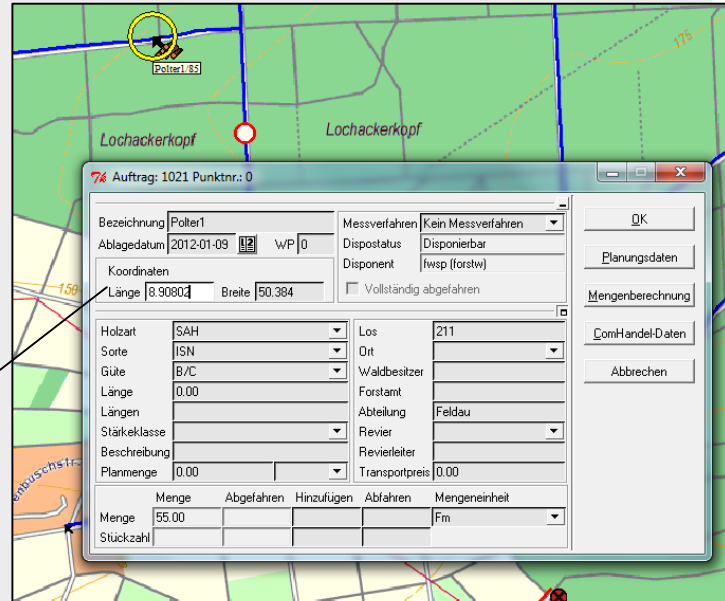 175
Polter1/85
Lochackerkopf
Lochackerkopf
Auftrag: 1021 Punktnr.: 0
Bezeichnung Polter1 Messverfahren Kein Messverfahren OK
Ablagedatum 2012-01-09 12 WP 0 Dispostatus Disponierbar
Koordinaten Disponent fwsp (forstw) Planungsdaten
Länge 8.90802 Breite 50.384 Vollständig abgefahren
Mengenberechnung
Holzart SAH Los 211 ComHandel-Daten
Sorte ISN Ort
Güte B/C Waldbesitzer Abbrechen
Länge 0.00 Forstamt
Längen Abteilung Feldau
Stärkeklasse Revier
Beschreibung Revierleiter
Planmenge 0.00 Transportpreis 0.00
Menge Abgefahren Hinzufügen Abfahren Mengeneinheit
Menge 55.00 Fm
Stückzahl
150
enbuschstr.